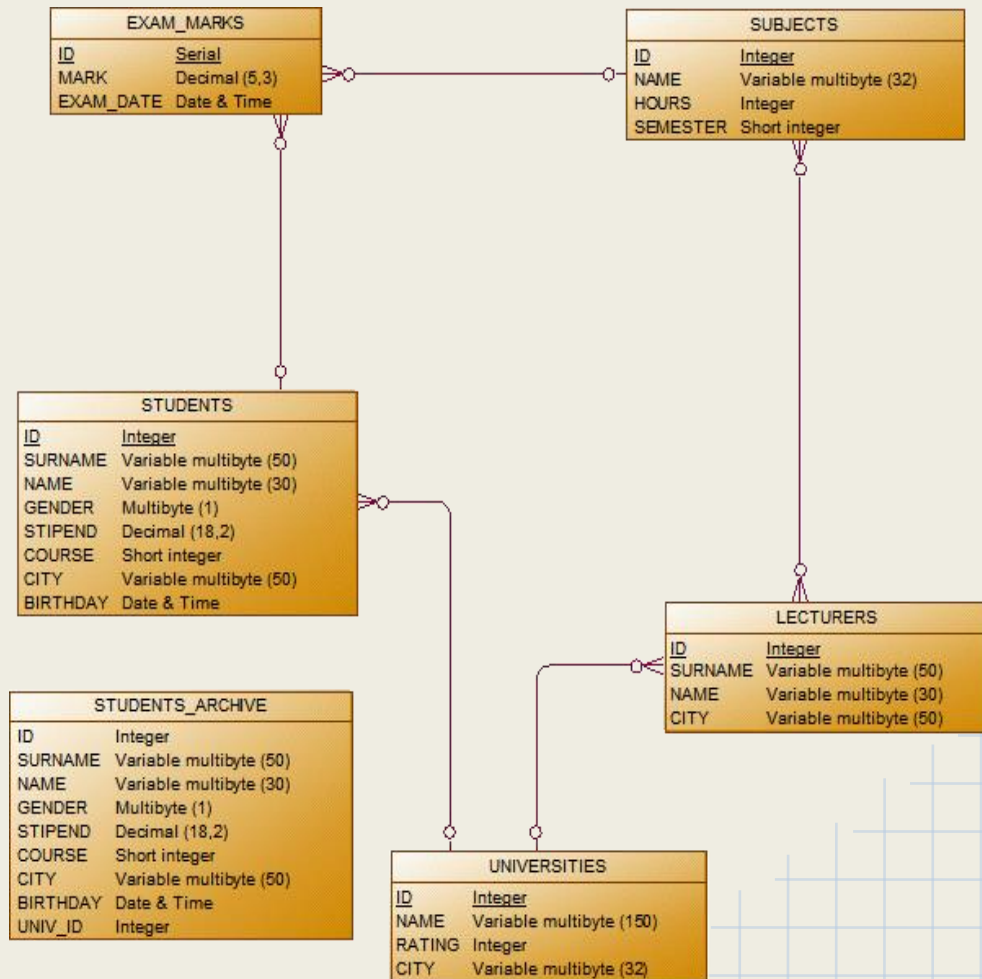 EXAM_MARKS
ID Serial
MARK Decimal (5,3)
EXAM_DATE Date & Time
SUBJECTS
ID Integer
NAME Variable multibyte (32)
HOURS Integer
SEMESTER Short integer
STUDENTS
ID Integer
SURNAME Variable multibyte (50)
NAME Variable multibyte (30)
GENDER Multibyte (1)
STIPEND Decimal (18,2)
COURSE Short integer
CITY Variable multibyte (50)
BIRTHDAY Date & Time
LECTURERS
ID Integer
SURNAME Variable multibyte (50)
NAME Variable multibyte (30)
CITY Variable multibyte (50)
STUDENTS_ARCHIVE
ID Integer
SURNAME Variable multibyte (50)
NAME Variable multibyte (30)
GENDER Multibyte (1)
STIPEND Decimal (18,2)
COURSE Short integer
CITY Variable multibyte (50)
BIRTHDAY Date & Time
UNIV_ID Integer
UNIVERSITIES
ID Integer
NAME Variable multibyte (150)
RATING Integer
CITY Variable multibyte (32)